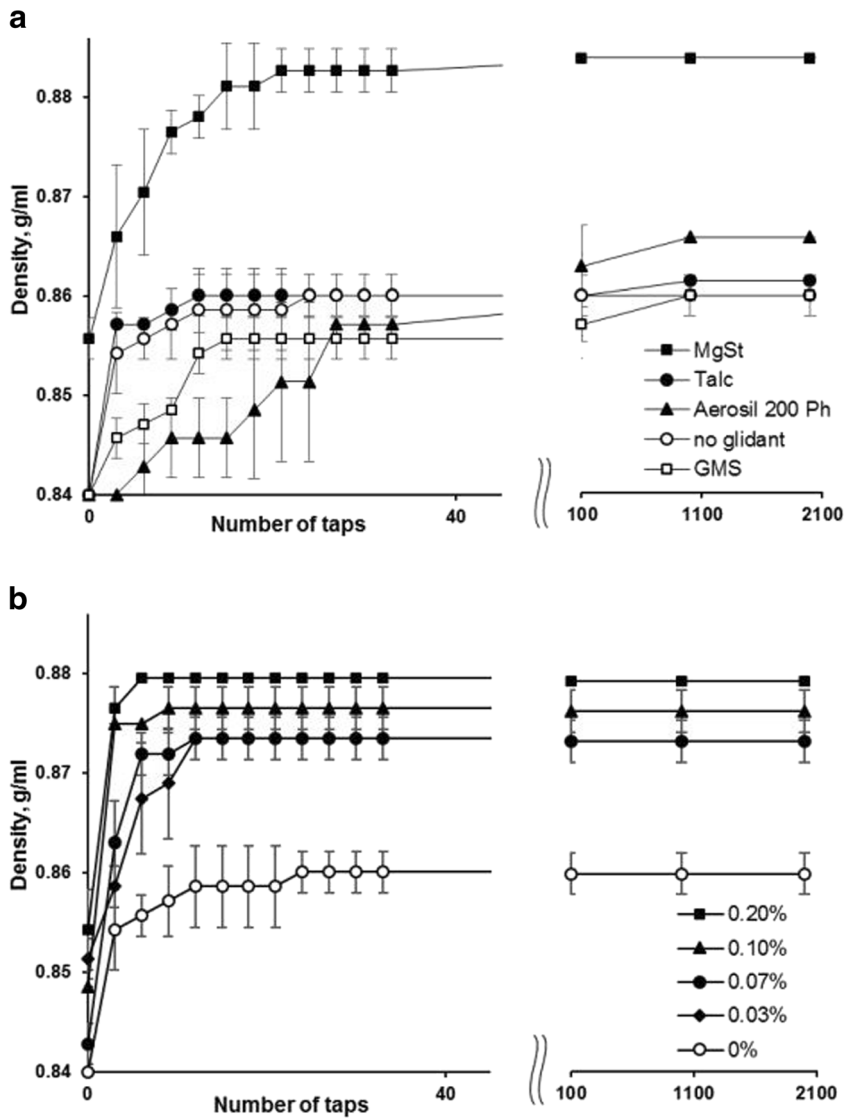 a
Density, g/ml
0.88
0.87
0.86
0.85
0.84
0
40
100
1100
2100
Number of taps
MgSt
Talc
Aerosil 200 Ph
no glidant
GMS
b
Density, g/ml
0.88
0.87
0.86
0.85
0.84
0
40
100
1100
2100
Number of taps
0.20%
0.10%
0.07%
0.03%
0%